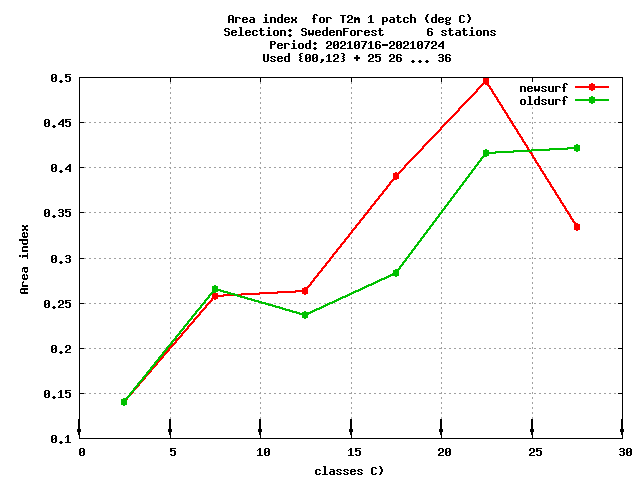 Area index  for T2m 1 patch (deg C)
Selection: SwedenForest      6 stations
Period: 20210716-20210724
Used {00,12} + 25 26 ... 36
newsurf
oldsurf
0.5
0.45
0.4
0.35
0.3
0.25
0.2
0.15
0.1
Area index
0 5 10 15 20 25 30
classes C)